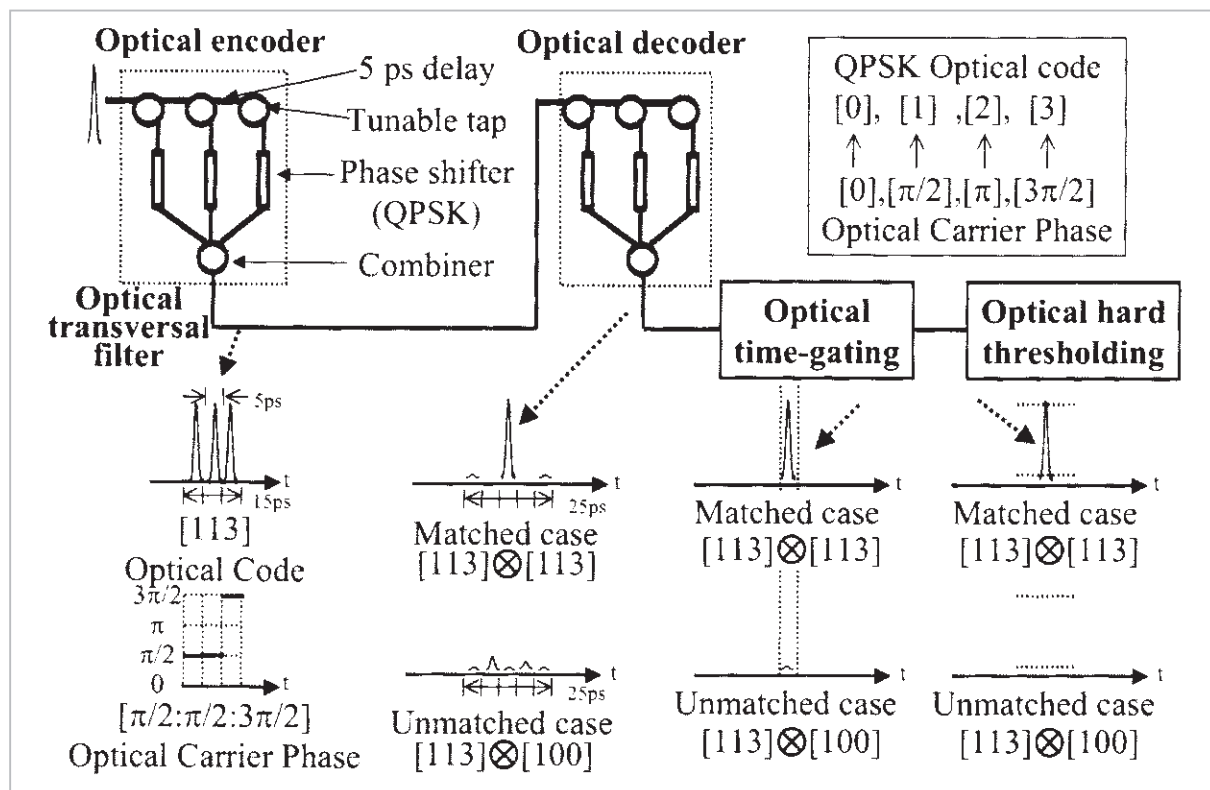 Optical encoder
5 ps delay
Tunable tap
Phase shifter
(QPSK)
Combiner
Optical
transversal
filter
Optical decoder
QPSK Optical code
[0], [1] ,[2], [3]
[0],[π/2],[π],[3π/2]
Optical Carrier Phase
Optical
time-gating
Optical hard
thresholding
5ps
t
15ps
[113]
Optical Code
3π/2
π
π/2
0
t
[π/2:π/2:3π/2]
Optical Carrier Phase
t
25ps
Matched case
[113]⊗[113]
t
25ps
Unmatched case
[113]⊗[100]
t
Matched case
[113]⊗[113]
t
Unmatched case
[113]⊗[100]
t
Matched case
[113]⊗[113]
t
Unmatched case
[113]⊗[100]